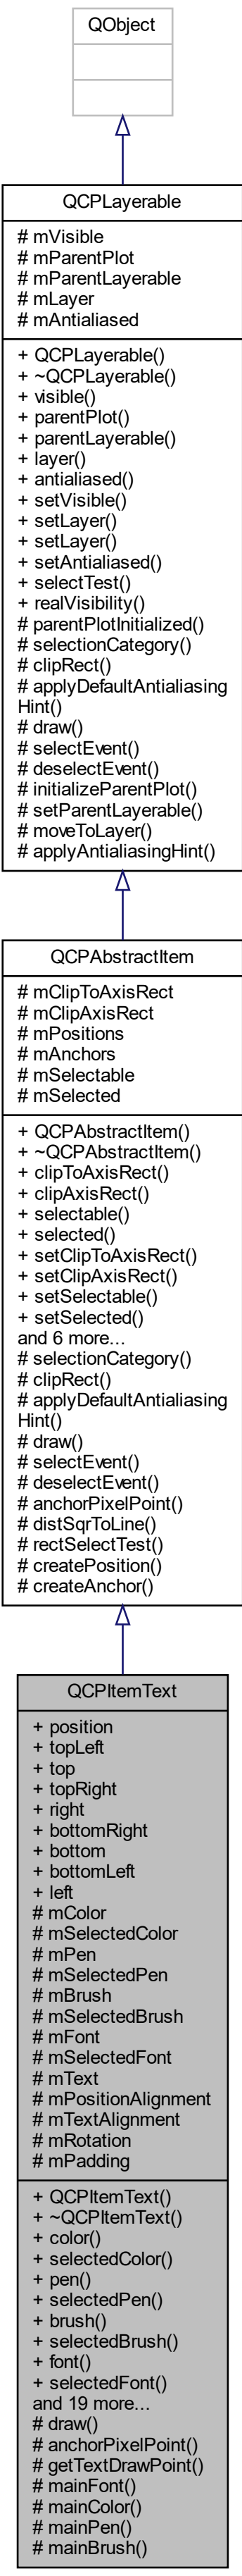 QObject
QCPLayerable
# mVisible
# mParentPlot
# mParentLayerable
# mLayer
# mAntialiased
+ QCPLayerable()
+ ~QCPLayerable()
+ visible()
+ parentPlot()
+ parentLayerable()
+ layer()
+ antialiased()
+ setVisible()
+ setLayer()
+ setLayer()
+ setAntialiased()
+ selectTest()
+ realVisibility()
# parentPlotInitialized()
# selectionCategory()
# clipRect()
# applyDefaultAntialiasing
Hint()
# draw()
# selectEvent()
# deselectEvent()
# initializeParentPlot()
# setParentLayerable()
# moveToLayer()
# applyAntialiasingHint()
QCPAbstractItem
# mClipToAxisRect
# mClipAxisRect
# mPositions
# mAnchors
# mSelectable
# mSelected
+ QCPAbstractItem()
+ ~QCPAbstractItem()
+ clipToAxisRect()
+ clipAxisRect()
+ selectable()
+ selected()
+ setClipToAxisRect()
+ setClipAxisRect()
+ setSelectable()
+ setSelected()
and 6 more...
# selectionCategory()
# clipRect()
# applyDefaultAntialiasing
Hint()
# draw()
# selectEvent()
# deselectEvent()
# anchorPixelPoint()
# distSqrToLine()
# rectSelectTest()
# createPosition()
# createAnchor()
QCPItemText
+ position
+ topLeft
+ top
+ topRight
+ right
+ bottomRight
+ bottom
+ bottomLeft
+ left
# mColor
# mSelectedColor
# mPen
# mSelectedPen
# mBrush
# mSelectedBrush
# mFont
# mSelectedFont
# mText
# mPositionAlignment
# mTextAlignment
# mRotation
# mPadding
+ QCPItemText()
+ ~QCPItemText()
+ color()
+ selectedColor()
+ pen()
+ selectedPen()
+ brush()
+ selectedBrush()
+ font()
+ selectedFont()
and 19 more...
# draw()
# anchorPixelPoint()
# getTextDrawPoint()
# mainFont()
# mainColor()
# mainPen()
# mainBrush()